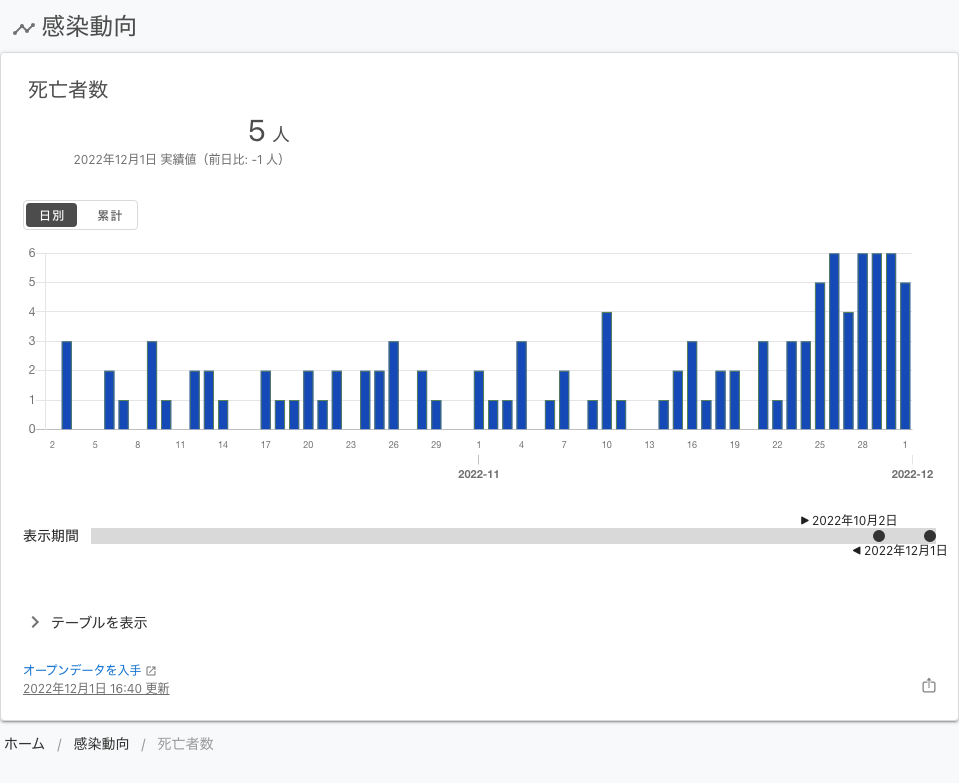 感染動向
死亡者数
5 人
2022年12月1日 実績値（前日比: -1 人）
日別 累計
6
5
4
3
2
1
0
2 5 8 11 14 17 20 23 26 29 1 4 7 10 13 16 19 22 25 28 1
2022-11 2022-12
▶ 2022年10月2日
表示期間
◀ 2022年12月1日
テーブルを表示
オープンデータを入手
2022年12月1日 16:40 更新
ホーム / 感染動向 / 死亡者数